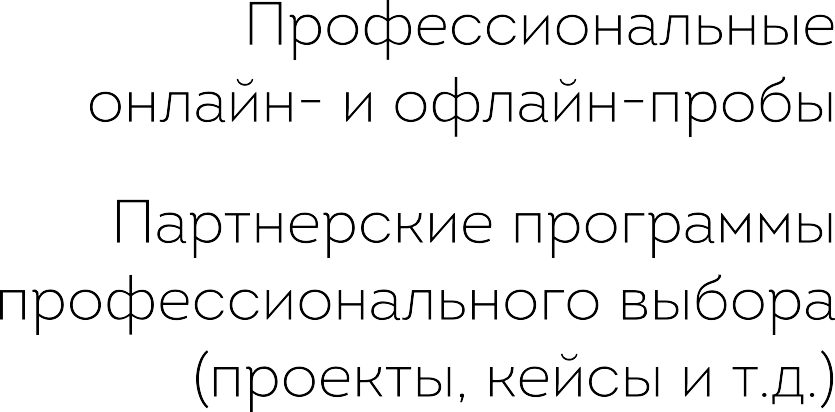 Профессиональные
онлайн- и офлайн-пробы
Партнерские программы
профессионального выбора
(проекты, кейсы и т.д.)